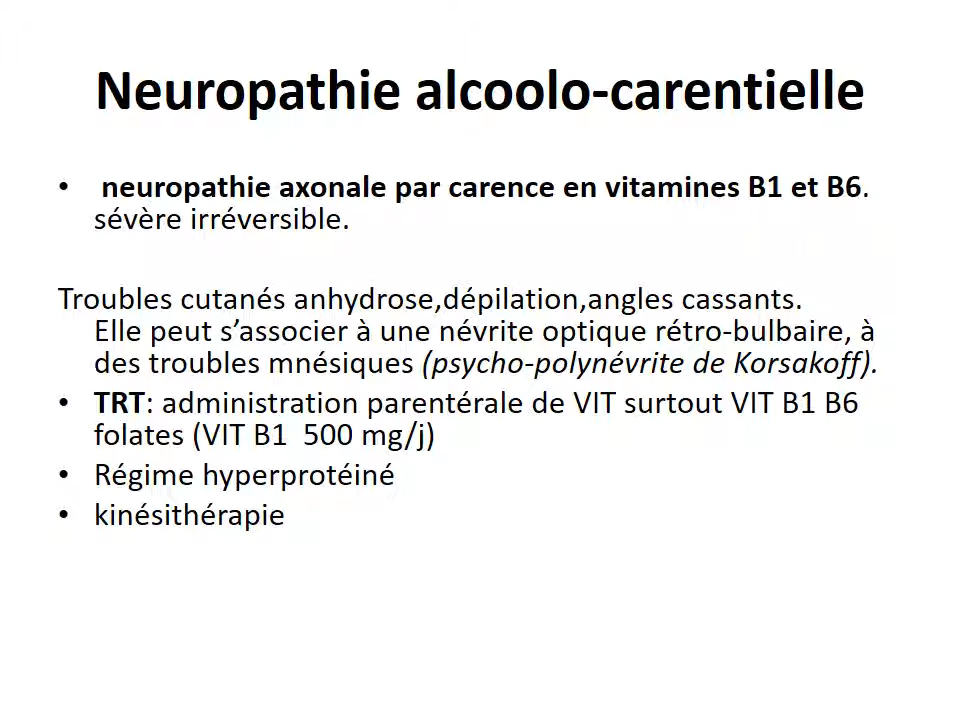 Neuropathie alcoolo-carentielle
• neuropathie axonale par carence en vitamines B1 et B6.
sévère irréversible.
Troubles cutanés anhydrose,dépilation,angles cassants.
Elle peut s’associer à une névrite optique rétro-bulbaire, à
des troubles mnésiques (psycho-polynévrite de Korsakoff).
• TRT: administration parentérale de VIT surtout VIT B1 B6
folates (VIT B1  500 mg/j)
• Régime hyperprotéiné
• kinésithérapie